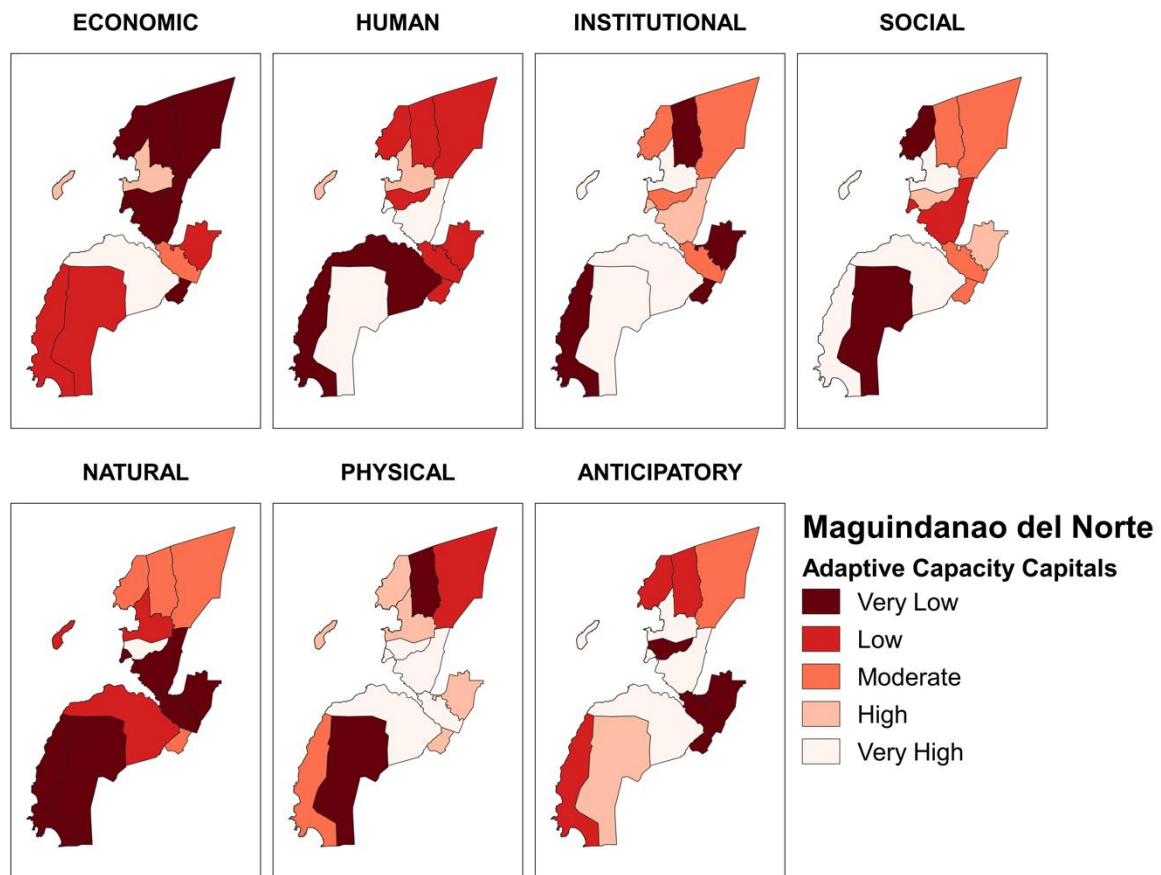 ECONOMIC
HUMAN
INSTITUTIONAL
SOCIAL
NATURAL
PHYSICAL
ANTICIPATORY
Maguindanao del Norte
Adaptive Capacity Capitals
Very Low
Low
Moderate
High
Very High